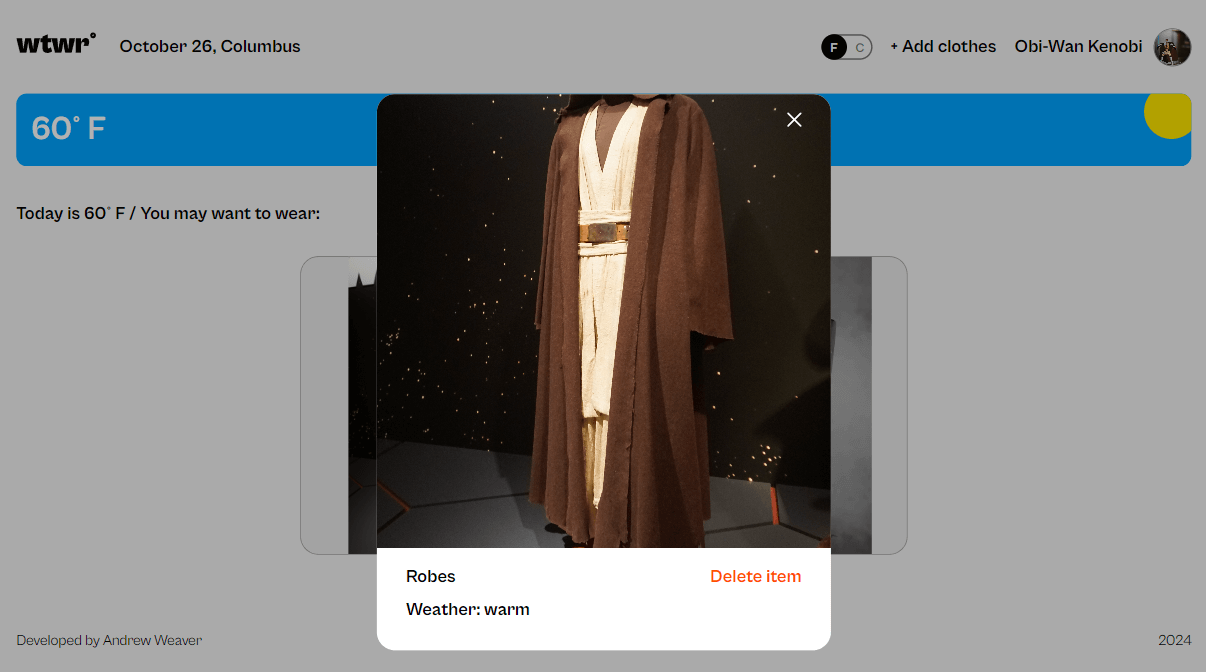 wtwr°
October 26, Columbus
F C
+ Add clothes
Obi-Wan Kenobi
60° F
Today is 60° F / You may want to wear:
Robes
Delete item
Weather: warm
Developed by Andrew Weaver
2024